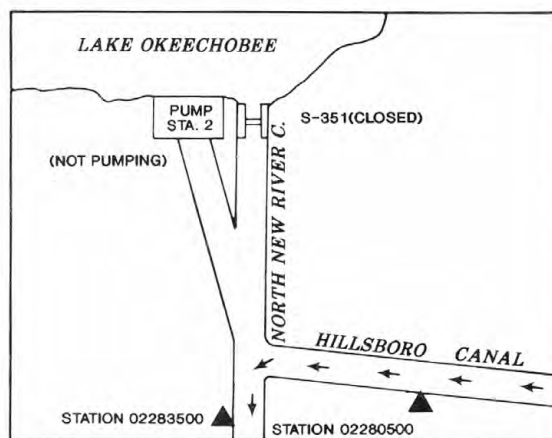 LAKE OKEECHOBEE
PUMP
STA. 2
S-351(CLOSED)
(NOT PUMPING)
NORTH NEW RIVER C.
HILLSBORO CANAL
STATION 02283500
STATION 02280500